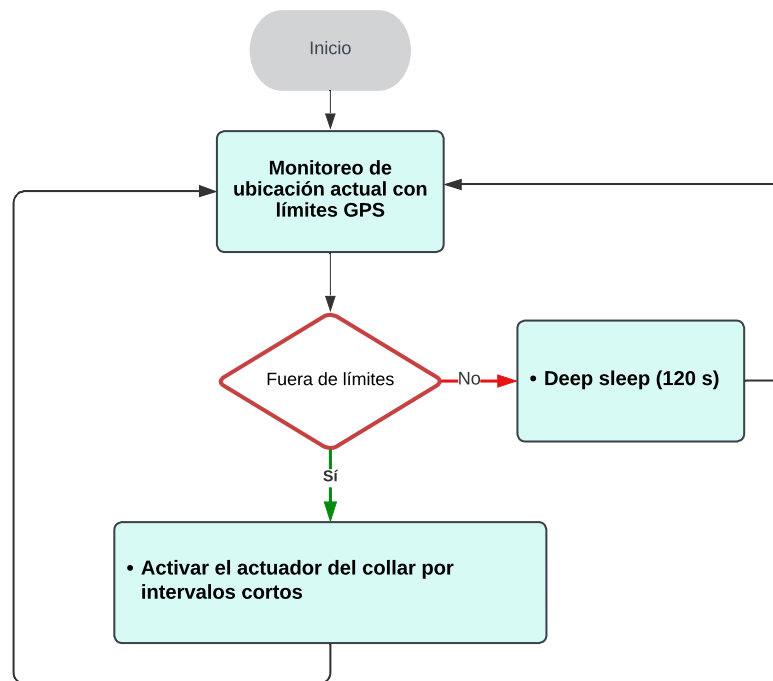 Inicio
Monitoreo de
ubicación actual con
límites GPS
Fuera de límites
No
• Deep sleep (120 s)
Sí
• Activar el actuador del collar por
intervalos cortos